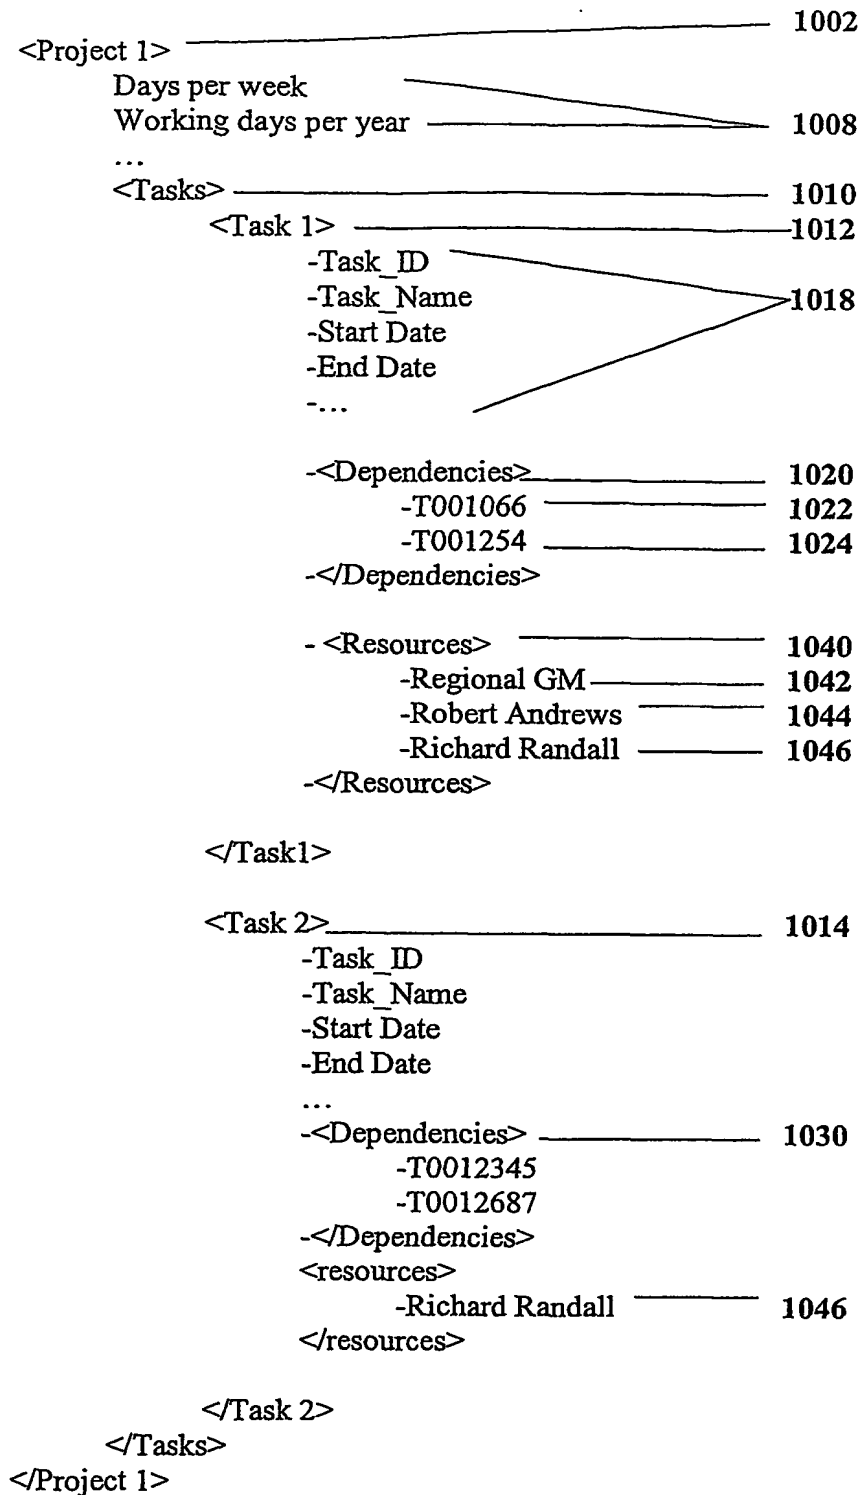 <Project 1> 1002
Days per week
Working days per year 1008
...
<Tasks> 1010
<Task 1> 1012
-Task_ID
-Task_Name 1018
-Start Date
-End Date
-...
-<Dependencies> 1020
-T001066 1022
-T001254 1024
-</Dependencies>
- <Resources> 1040
-Regional GM 1042
-Robert Andrews 1044
-Richard Randall 1046
-</Resources>
</Task1>
<Task 2> 1014
-Task_ID
-Task_Name
-Start Date
-End Date
...
-<Dependencies> 1030
-T0012345
-T0012687
-</Dependencies>
<resources>
-Richard Randall 1046
</resources>
</Task 2>
</Tasks>
</Project 1>